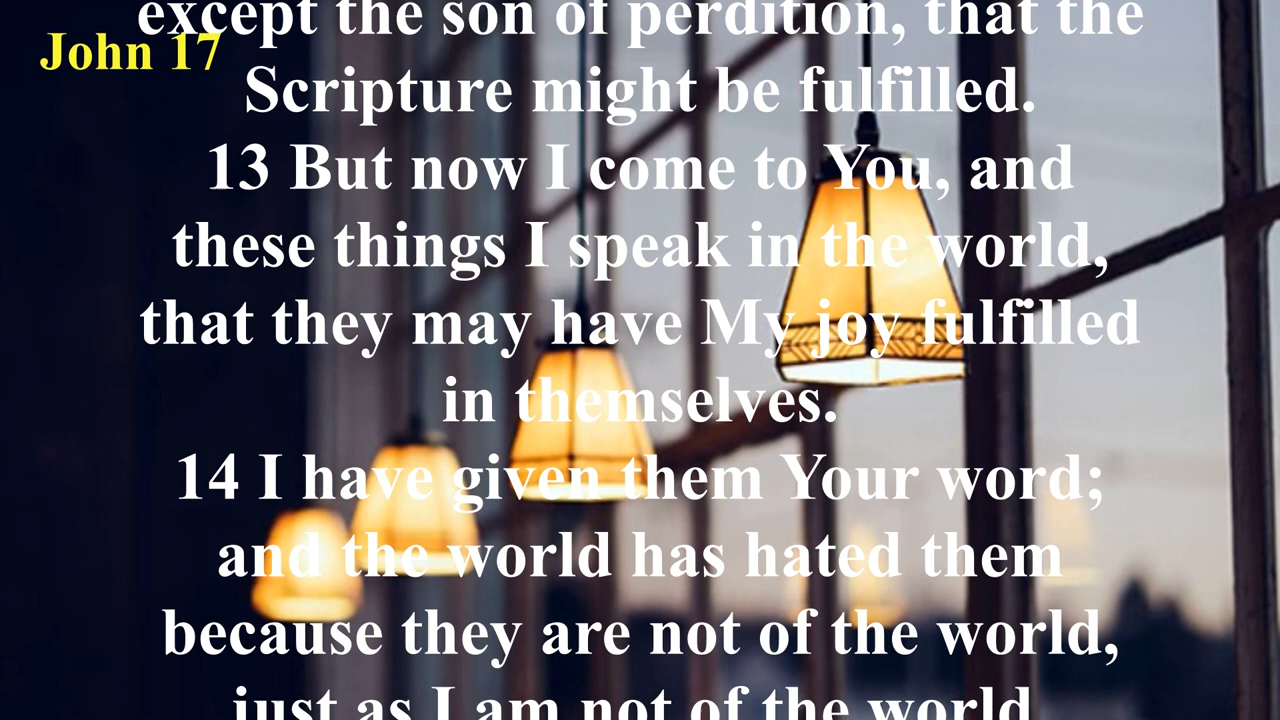 except the son of perdition, that the
John 17
Scripture might be fulfilled.
13 But now I come to You, and
these things I speak in the world,
that they may have My joy fulfilled
in themselves.
14 I have given them Your word;
and the world has hated them
because they are not of the world,
just as I am not of the world